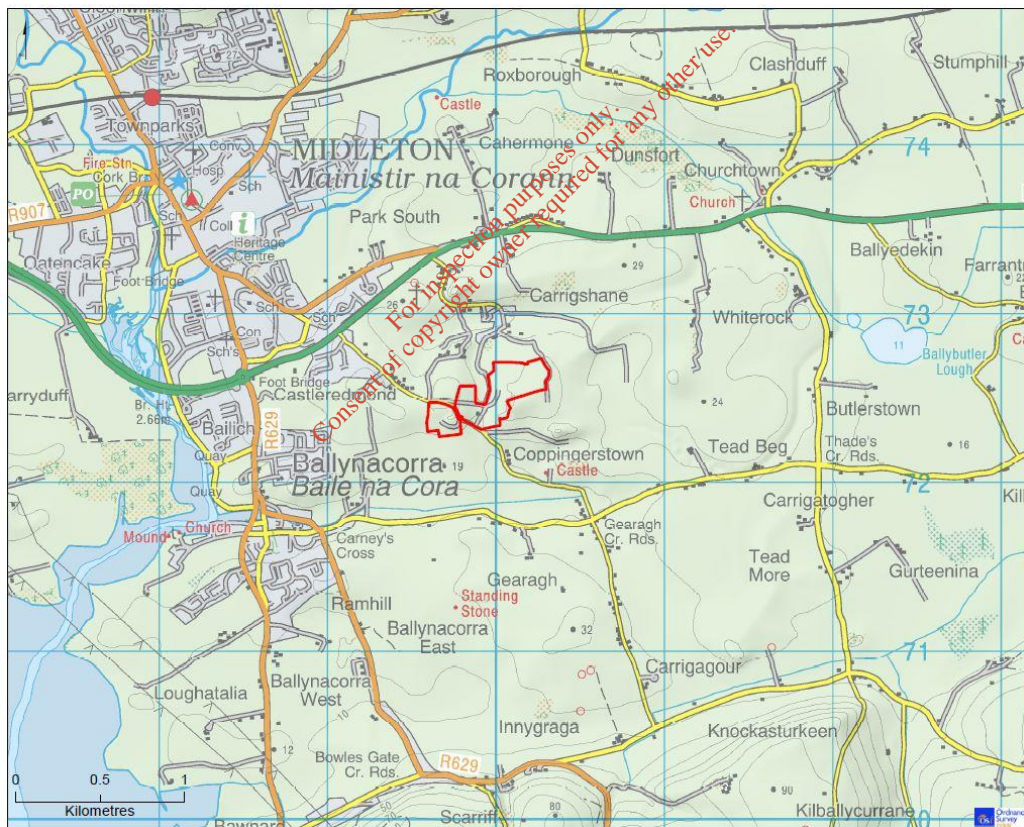 Roxborough
Clashduff
Stumphill
Castle
Townparks
Conv
Cahermone
74
Fire Stn
Cork Br
Hosp
Sch
MIDLETON
Mainistir na Corann
Dunsfort
Churchtown
Church
PO
R907
Sch
Coll
i
Heritage
Centre
Park South
Oatencake
Foot Bridge
29
Ballyedekin
26
Carrigshane
Sch
Sch
Con
Sch's
Whiterock
73
11
Ballybutler
Lough
Foot Bridge
Castleredmond
Br. Ht.
2.66m
Bailick
R629
24
Butlerstown
Coppingerstown
Castle
Tead Beg
Thade's
Cr. Rds.
16
Quay
Ballynacorra
Baile na Cora
19
72
Quay
Carrigatogher
Mound
Church
Carney's
Cross
Gearagh
Cr. Rds.
Tead
More
Gearagh
Gurteenina
Standing
Stone
Ramhill
Ballynacorra
East
32
71
Loughatalia
Ballynacorra
West
Carrigagour
10
Innygraga
Knockasturkeen
12
Bowles Gate
Cr. Rds.
R629
0 0.5 1
Kilometres
Scarriff
80
90
Kilballycurrane
Ordnance
Survey
For inspection purposes only.
Consent of copyright owner required for any other use.